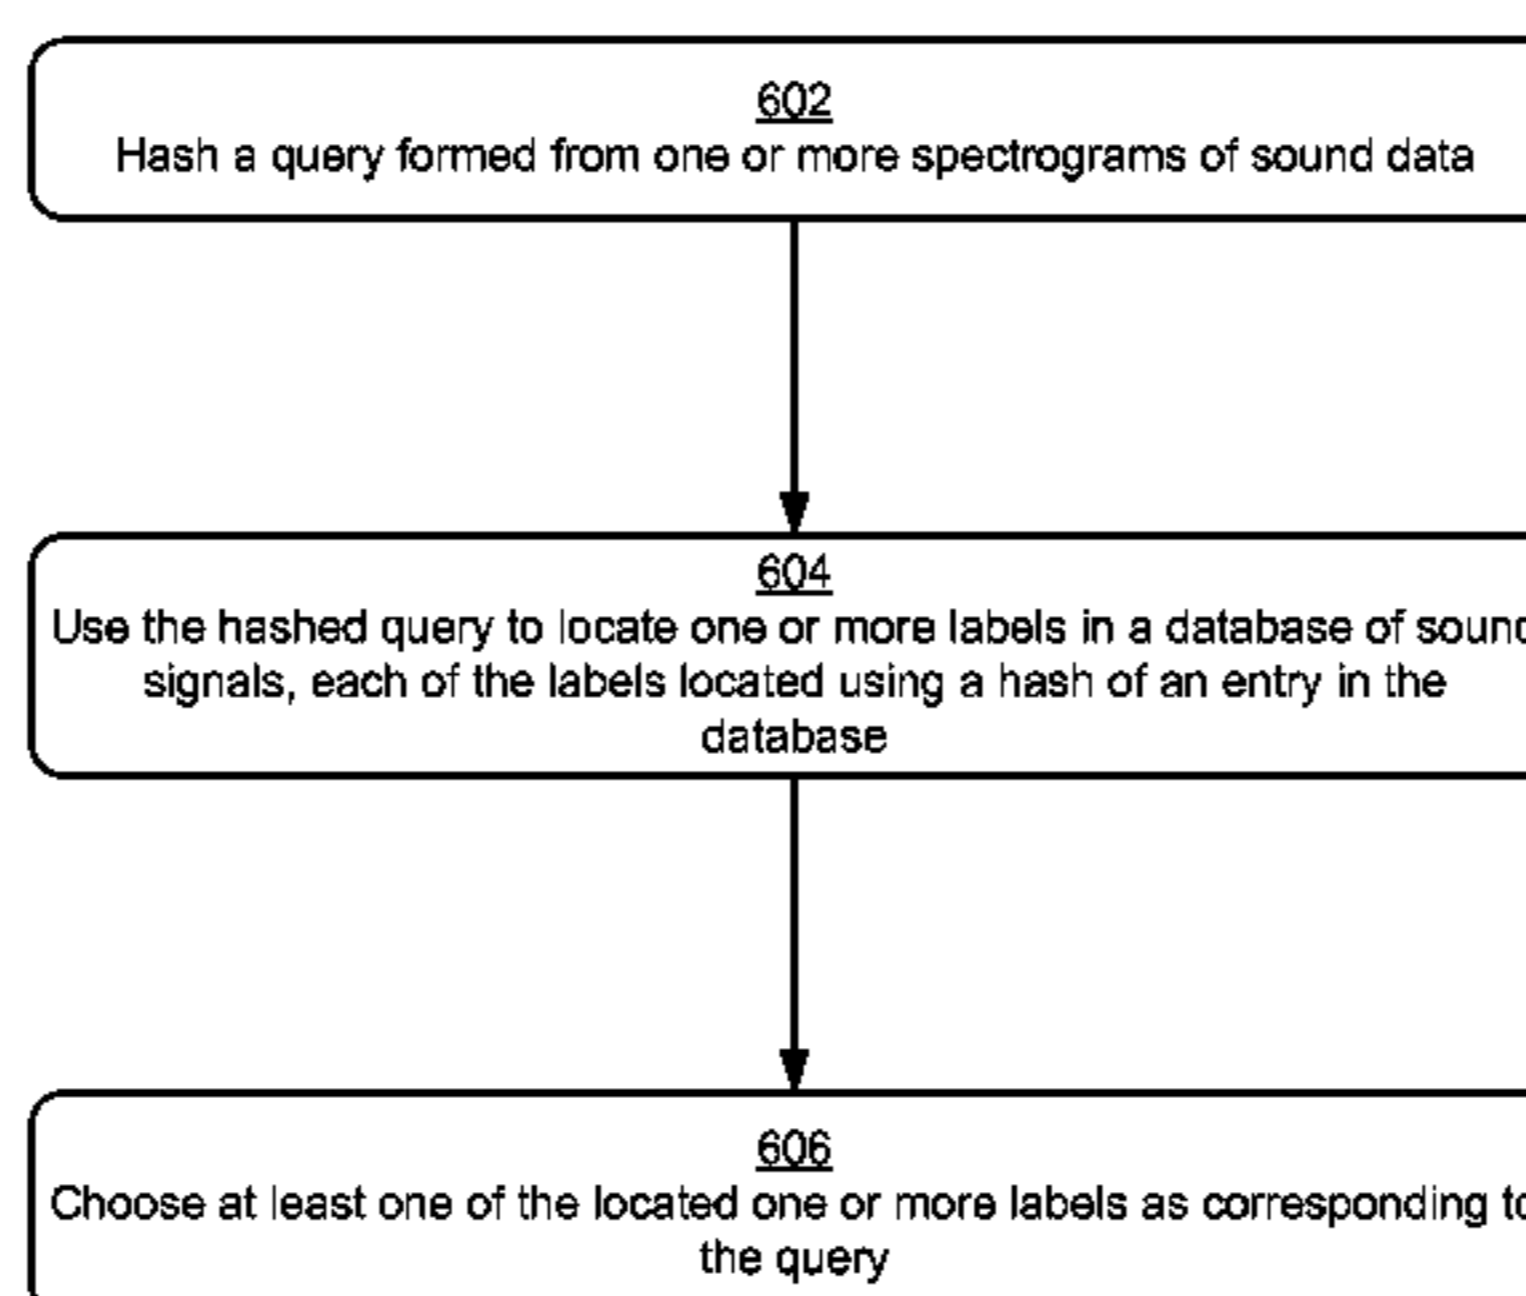 602
Hash a query formed from one or more spectrograms of sound data
604
Use the hashed query to locate one or more labels in a database of sound
signals, each of the labels located using a hash of an entry in the
database
606
Choose at least one of the located one or more labels as corresponding to
the query